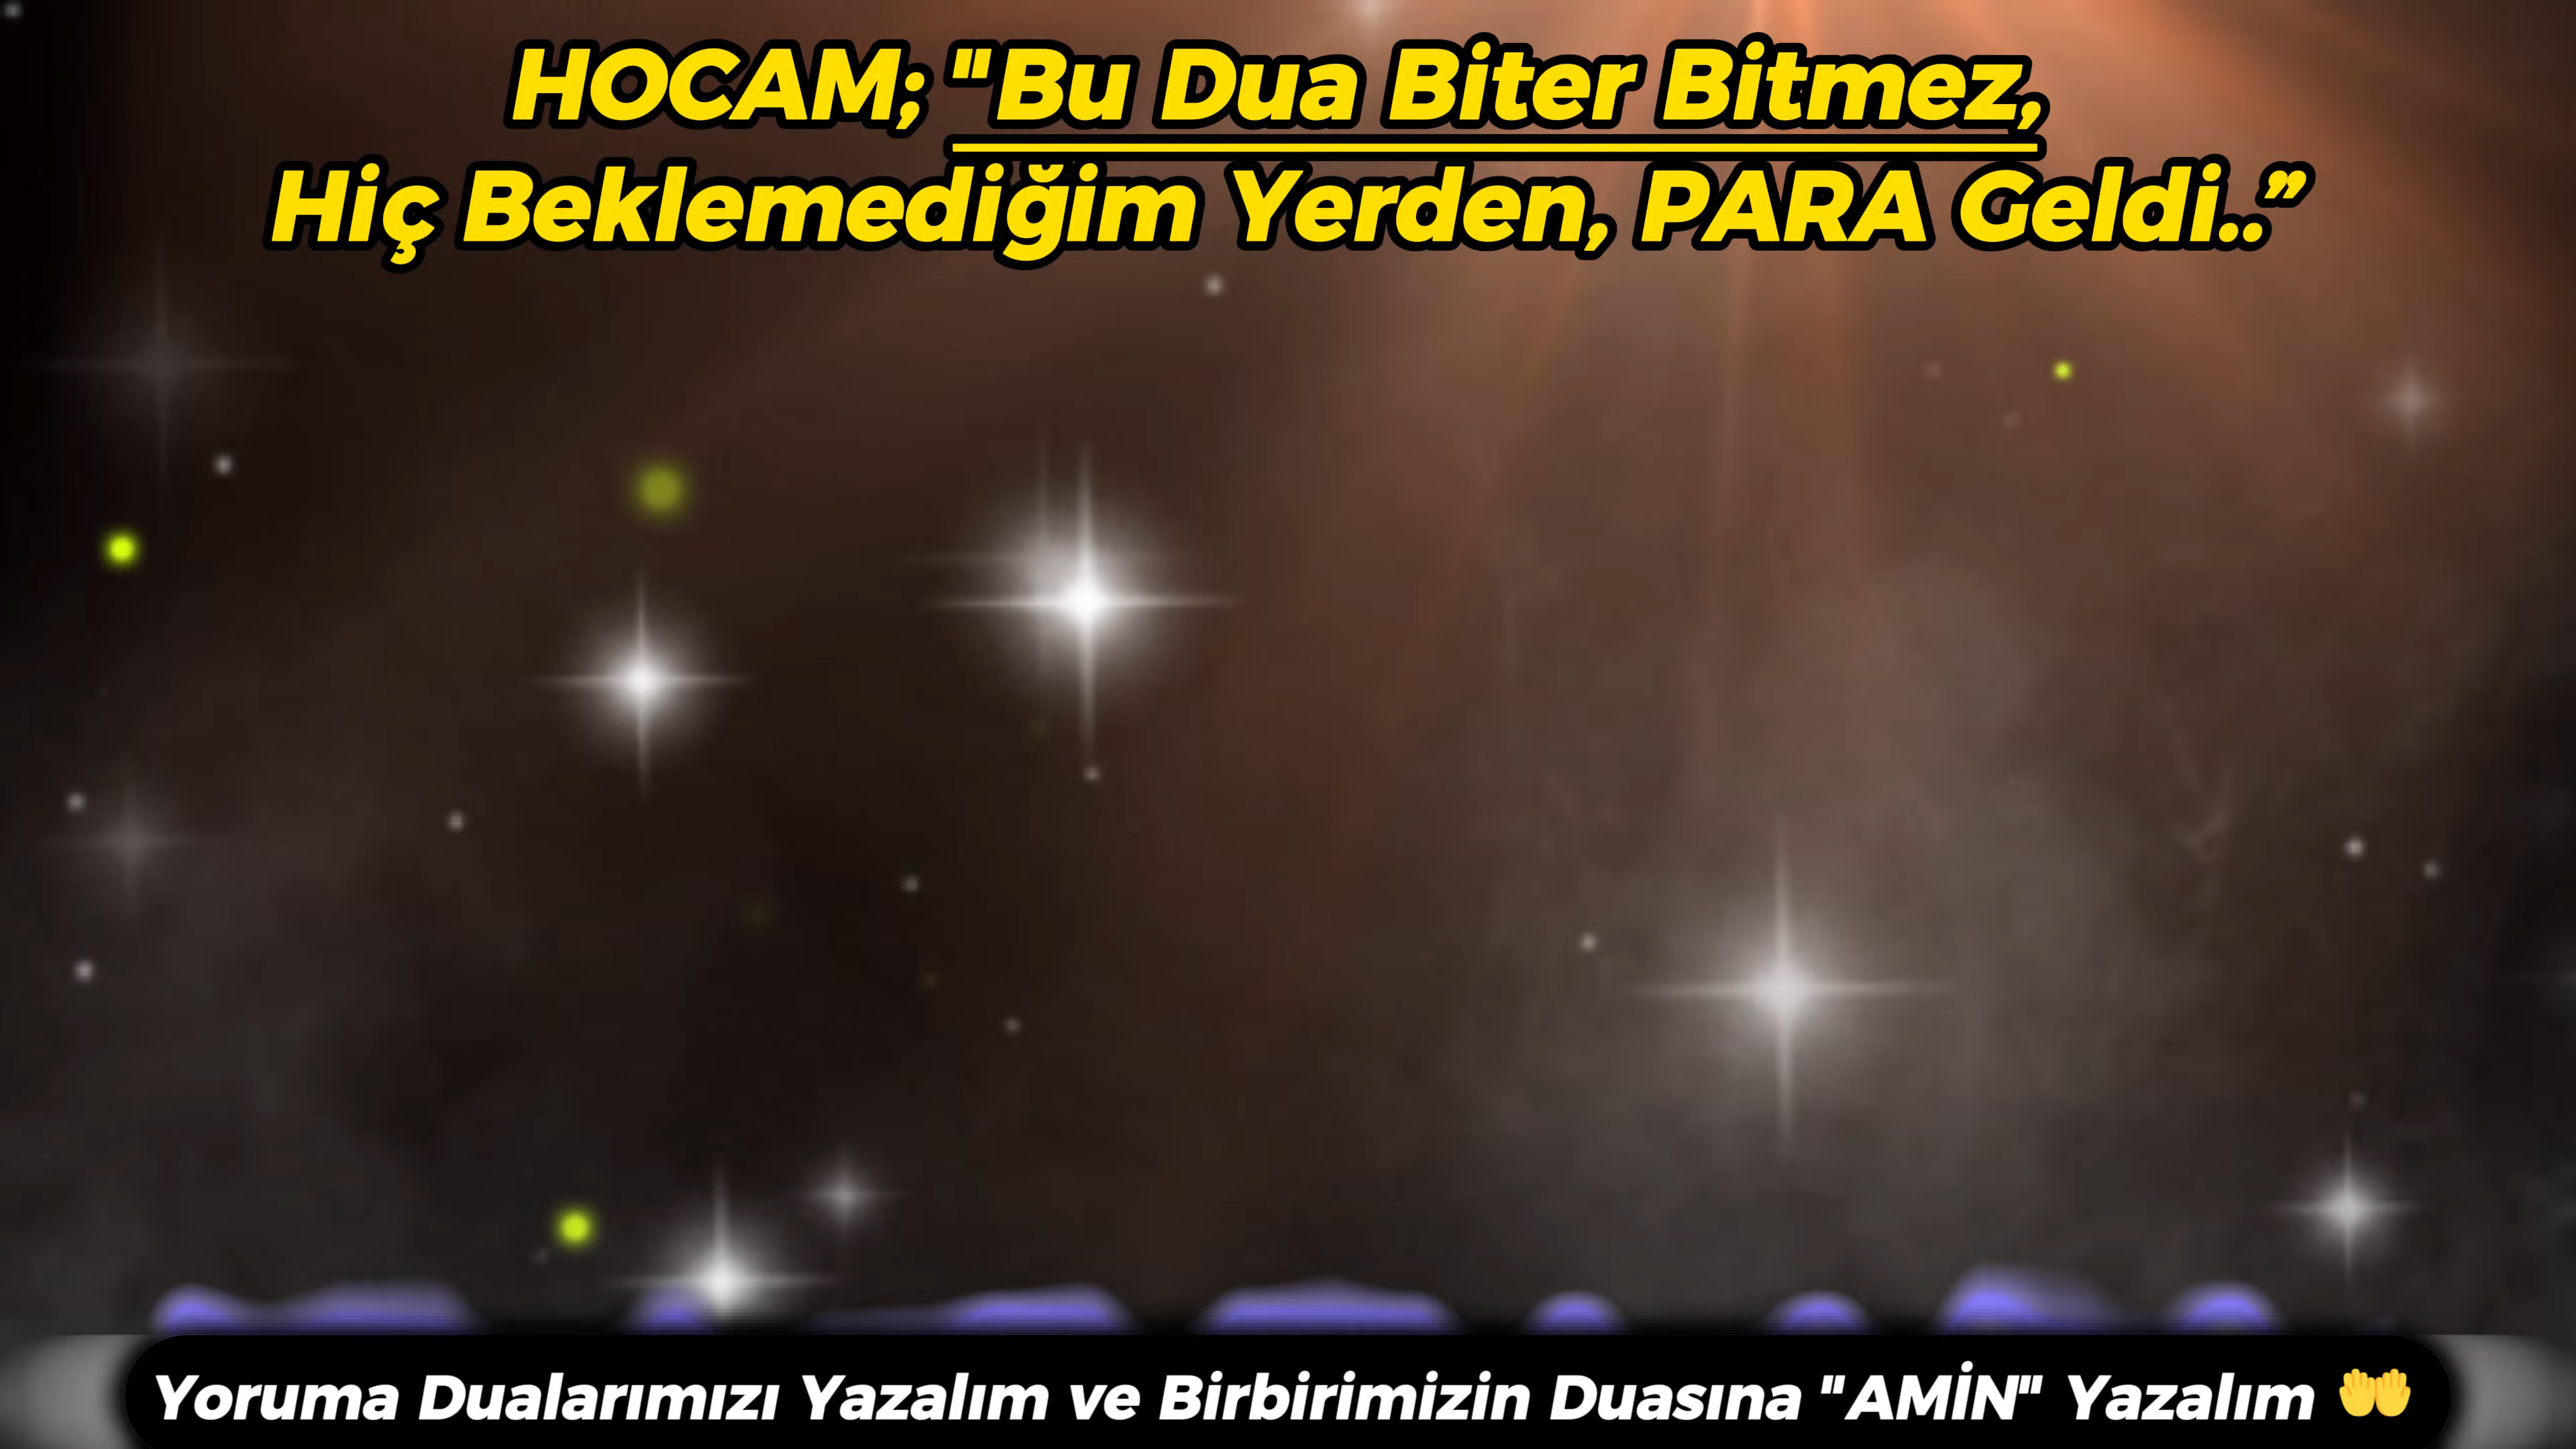 HOCAM; "Bu Dua Biter Bitmez,
Hiç Beklemediğim Yerden, PARA Geldi..”
Yoruma Dualarımızı Yazalım ve Birbirimizin Duasına "AMİN" Yazalım 🤲